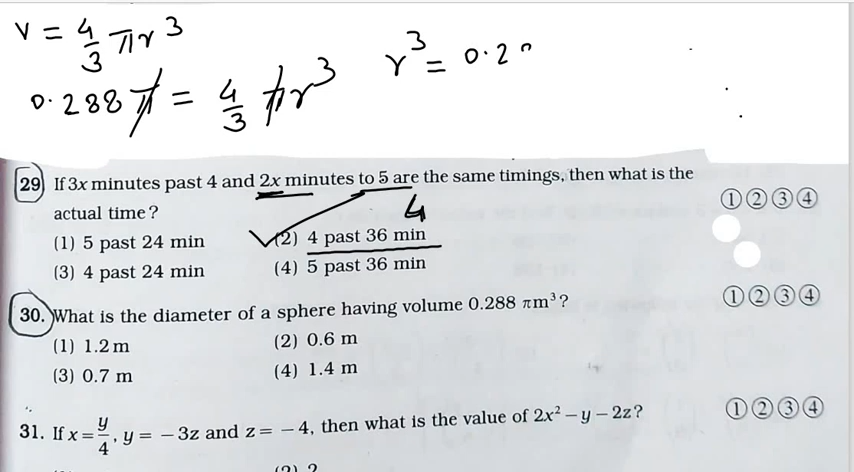 V = 4/3 πr³
0.288π = 4/3 πr³ r³ = 0.2
29 If 3x minutes past 4 and 2x minutes to 5 are the same timings, then what is the ①②③④
actual time?
4
(1) 5 past 24 min (2) 4 past 36 min
(3) 4 past 24 min (4) 5 past 36 min
30. What is the diameter of a sphere having volume 0.288 πm³? ①②③④
(1) 1.2 m (2) 0.6 m
(3) 0.7 m (4) 1.4 m
31. If x = y/4, y = − 3z and z = − 4, then what is the value of 2x² − y − 2z? ①②③④
(2) 2